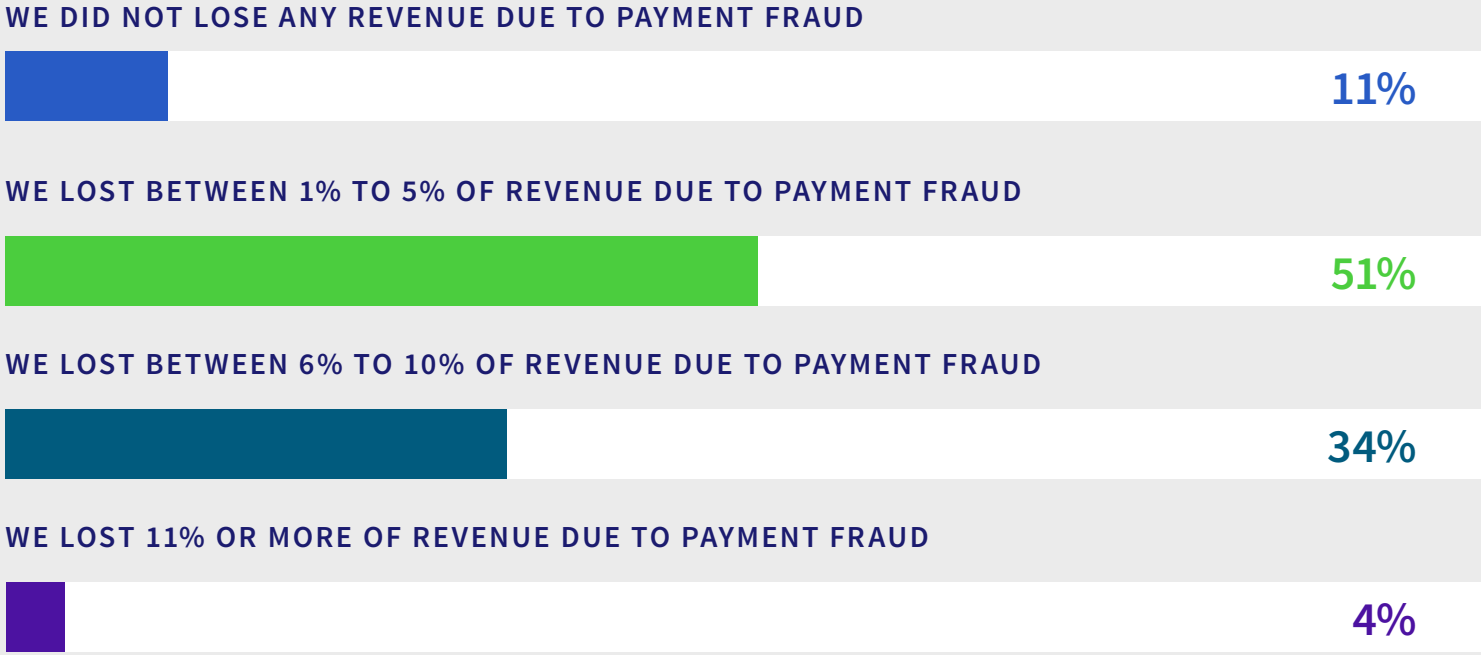 WE DID NOT LOSE ANY REVENUE DUE TO PAYMENT FRAUD
11%
WE LOST BETWEEN 1% TO 5% OF REVENUE DUE TO PAYMENT FRAUD
51%
WE LOST BETWEEN 6% TO 10% OF REVENUE DUE TO PAYMENT FRAUD
34%
WE LOST 11% OR MORE OF REVENUE DUE TO PAYMENT FRAUD
4%